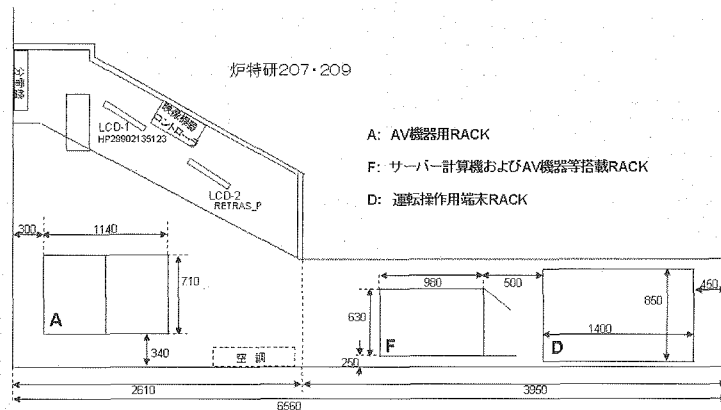 炉特研207・209
分電盤
映像機器
コントローラ
LCD-1
HP29902135123
LCD-2
RETRAS_P
A: AV機器用RACK
F: サーバー計算機およびAV機器等搭載RACK
D: 運転操作用端末RACK
300
1140
710
A
340
空調
980
500
450
630
850
F
1400
D
250
2610
3950
6560